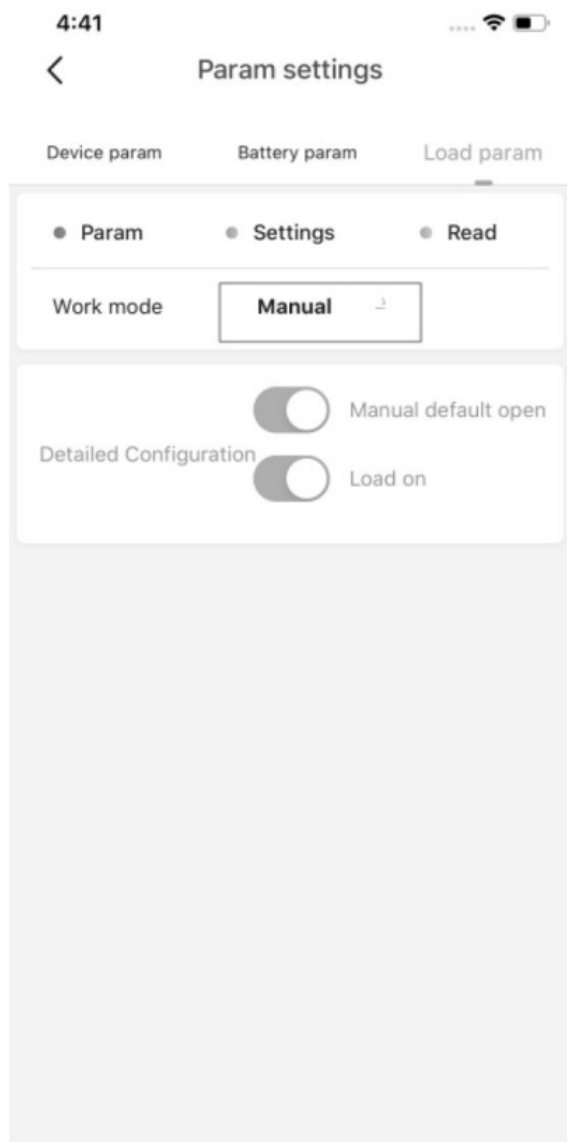 4:41
Param settings
Device param Battery param Load param
Param Settings Read
Work mode Manual
Manual default open
Detailed Configuration
Load on